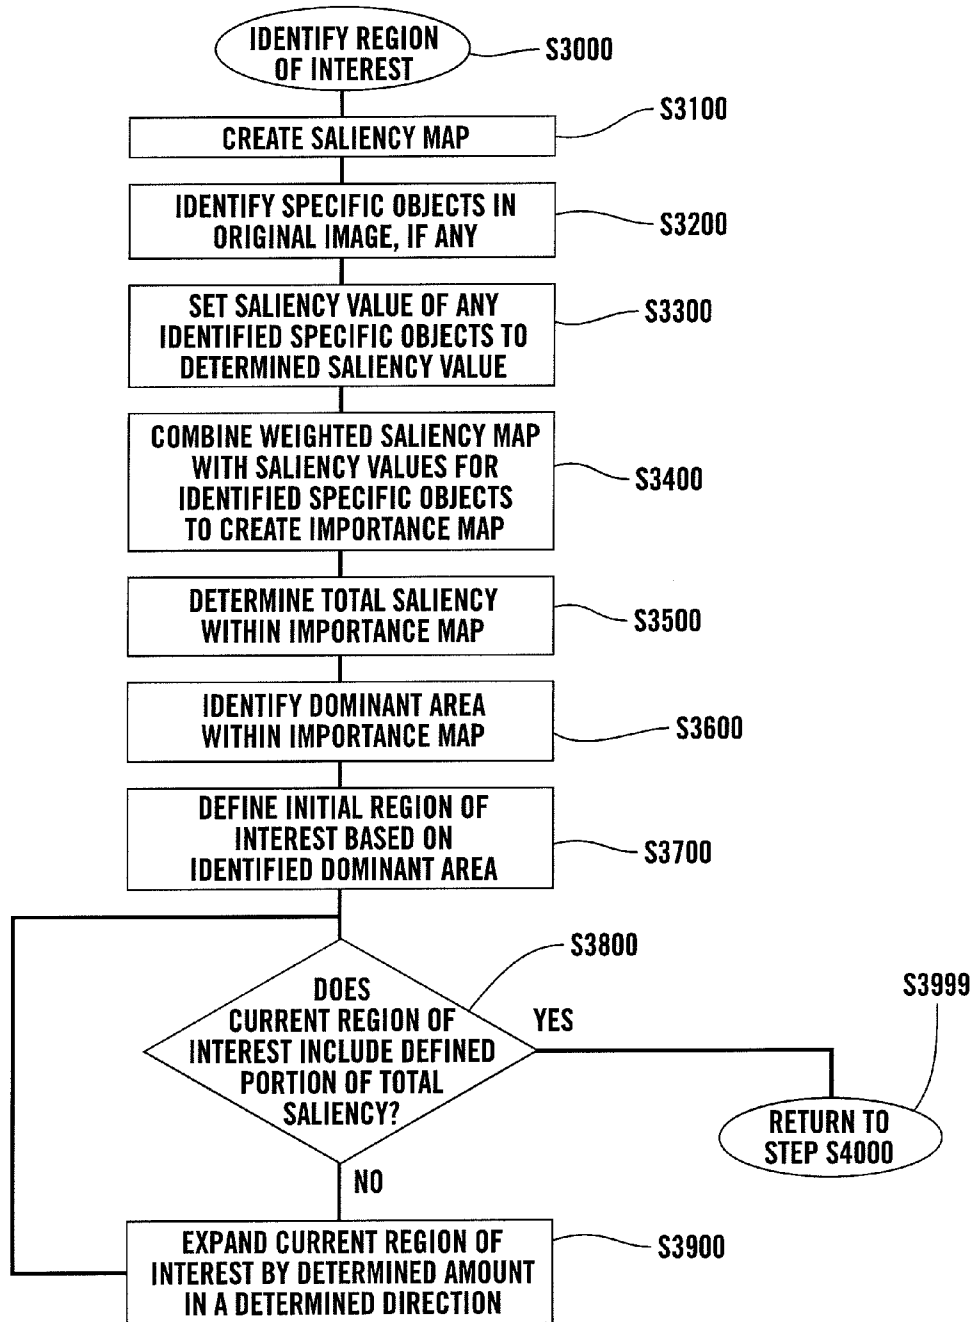 IDENTIFY REGION
OF INTEREST
S3000
S3100
CREATE SALIENCY MAP
IDENTIFY SPECIFIC OBJECTS IN
ORIGINAL IMAGE, IF ANY
S3200
SET SALIENCY VALUE OF ANY
IDENTIFIED SPECIFIC OBJECTS TO
DETERMINED SALIENCY VALUE
S3300
COMBINE WEIGHTED SALIENCY MAP
WITH SALIENCY VALUES FOR
IDENTIFIED SPECIFIC OBJECTS
TO CREATE IMPORTANCE MAP
S3400
DETERMINE TOTAL SALIENCY
WITHIN IMPORTANCE MAP
S3500
IDENTIFY DOMINANT AREA
WITHIN IMPORTANCE MAP
S3600
DEFINE INITIAL REGION OF
INTEREST BASED ON
IDENTIFIED DOMINANT AREA
S3700
S3800
DOES
CURRENT REGION OF
INTEREST INCLUDE DEFINED
PORTION OF TOTAL
SALIENCY?
YES
S3999
RETURN TO
STEP S4000
NO
EXPAND CURRENT REGION OF
INTEREST BY DETERMINED AMOUNT
IN A DETERMINED DIRECTION
S3900